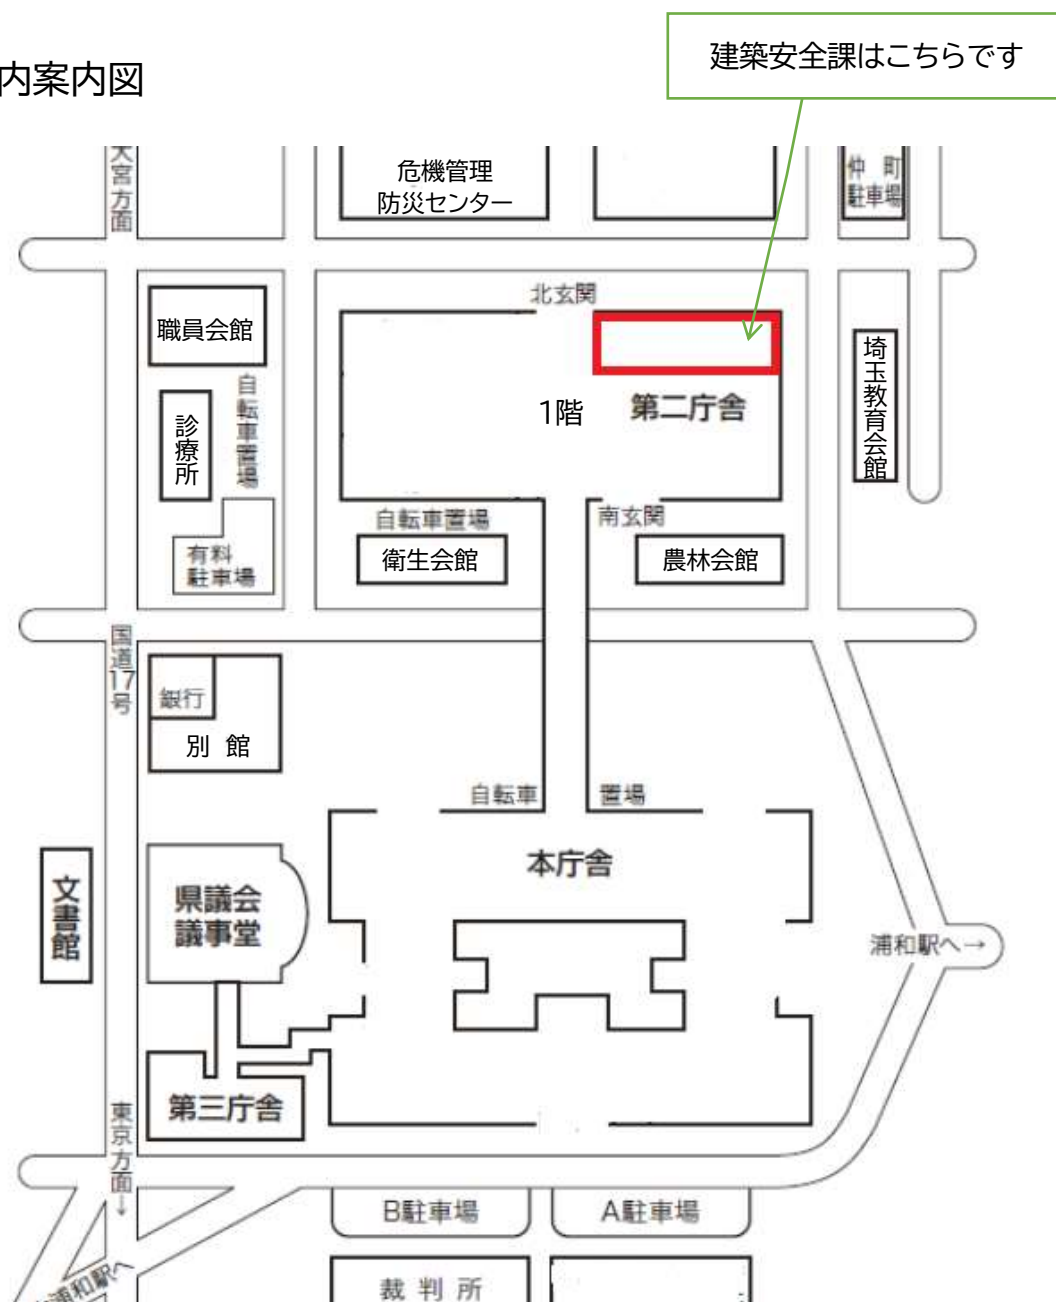 建築安全課はこちらです
内案内図
大宮方面
危機管理
防災センター
仲 町
駐車場
北玄関
職員会館
自転車置場
診療所
1階
第二庁舎
埼玉教育会館
自転車置場
南玄関
有料
駐車場
衛生会館
農林会館
国道17号
銀行
別 館
自転車 置場
本庁舎
文書館
県議会
議事堂
浦和駅へ→
第三庁舎
東京方面→
B駐車場
A駐車場
浦和駅へ
裁 判 所